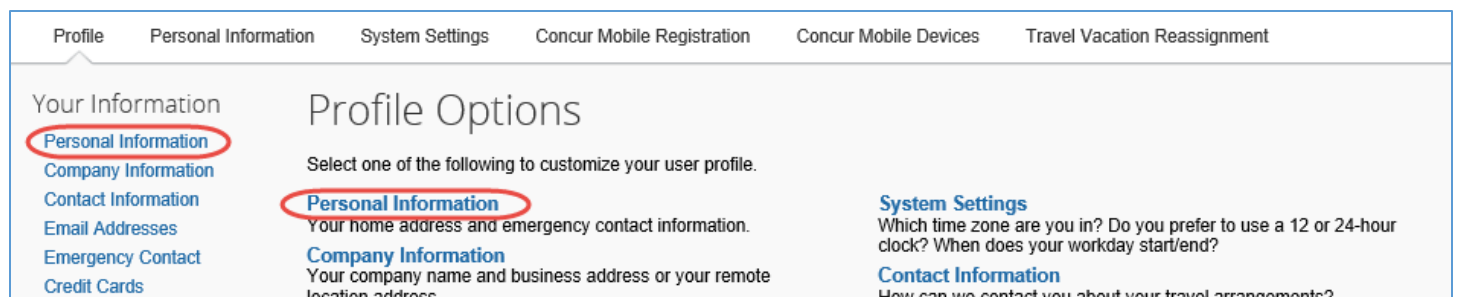 Profile Personal Information System Settings Concur Mobile Registration Concur Mobile Devices Travel Vacation Reassignment
Your Information
Personal Information
Company Information
Contact Information
Email Addresses
Emergency Contact
Credit Cards
Profile Options
Select one of the following to customize your user profile.
Personal Information
Your home address and emergency contact information.
Company Information
Your company name and business address or your remote
location address.
System Settings
Which time zone are you in? Do you prefer to use a 12 or 24-hour
clock? When does your workday start/end?
Contact Information
How can we contact you about your travel arrangements?